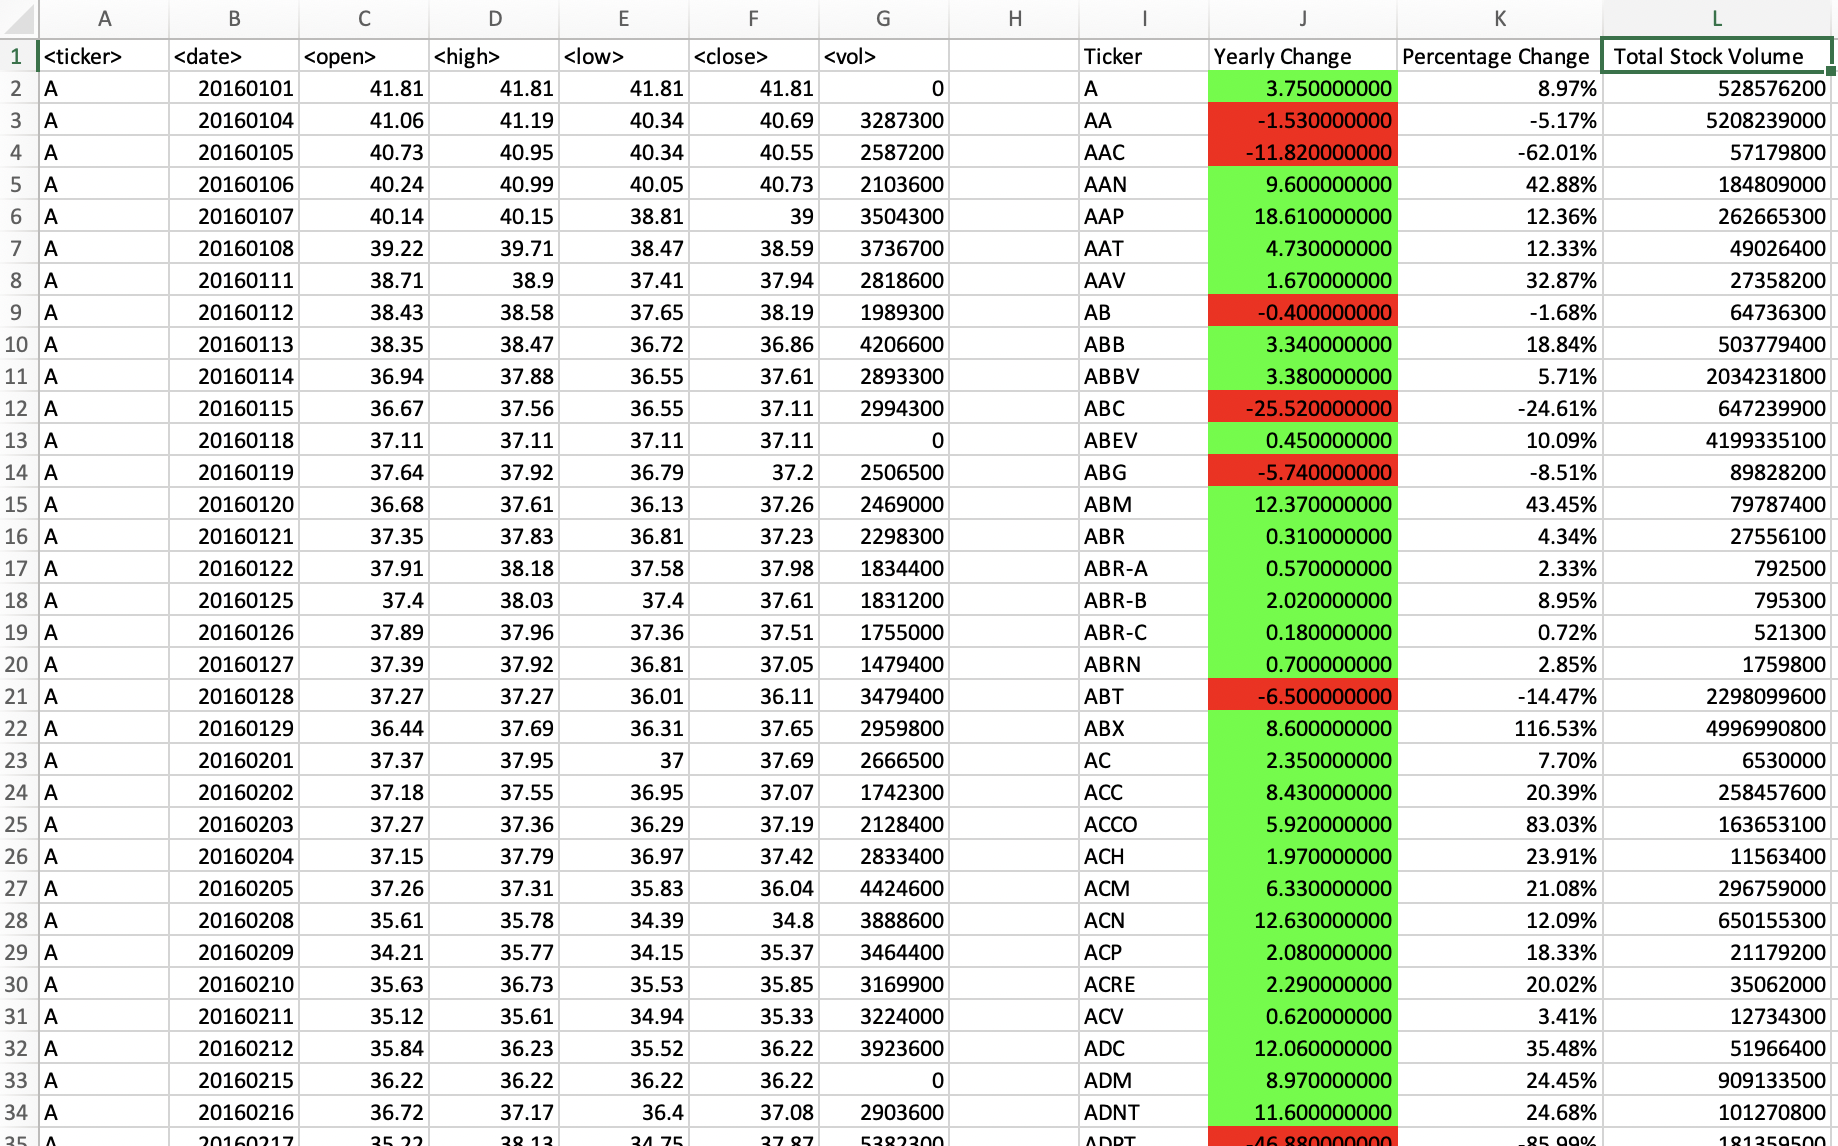 A B C D E F G H I J K L
1 <ticker> <date> <open> <high> <low> <close> <vol> Ticker Yearly Change Percentage Change Total Stock Volume
2 A 20160101 41.81 41.81 41.81 41.81 0 A 3.750000000 8.97% 528576200
3 A 20160104 41.06 41.19 40.34 40.69 3287300 AA -1.530000000 -5.17% 5208239000
4 A 20160105 40.73 40.95 40.34 40.55 2587200 AAC -11.820000000 -62.01% 57179800
5 A 20160106 40.24 40.99 40.05 40.73 2103600 AAN 9.600000000 42.88% 184809000
6 A 20160107 40.14 40.15 38.81 39 3504300 AAP 18.610000000 12.36% 262665300
7 A 20160108 39.22 39.71 38.47 38.59 3736700 AAT 4.730000000 12.33% 49026400
8 A 20160111 38.71 38.9 37.41 37.94 2818600 AAV 1.670000000 32.87% 27358200
9 A 20160112 38.43 38.58 37.65 38.19 1989300 AB -0.400000000 -1.68% 64736300
10 A 20160113 38.35 38.47 36.72 36.86 4206600 ABB 3.340000000 18.84% 503779400
11 A 20160114 36.94 37.88 36.55 37.61 2893300 ABBV 3.380000000 5.71% 2034231800
12 A 20160115 36.67 37.56 36.55 37.11 2994300 ABC -25.520000000 -24.61% 647239900
13 A 20160118 37.11 37.11 37.11 37.11 0 ABEV 0.450000000 10.09% 4199335100
14 A 20160119 37.64 37.92 36.79 37.2 2506500 ABG -5.740000000 -8.51% 89828200
15 A 20160120 36.68 37.61 36.13 37.26 2469000 ABM 12.370000000 43.45% 79787400
16 A 20160121 37.35 37.83 36.81 37.23 2298300 ABR 0.310000000 4.34% 27556100
17 A 20160122 37.91 38.18 37.58 37.98 1834400 ABR-A 0.570000000 2.33% 792500
18 A 20160125 37.4 38.03 37.4 37.61 1831200 ABR-B 2.020000000 8.95% 795300
19 A 20160126 37.89 37.96 37.36 37.51 1755000 ABR-C 0.180000000 0.72% 521300
20 A 20160127 37.39 37.92 36.81 37.05 1479400 ABRN 0.700000000 2.85% 1759800
21 A 20160128 37.27 37.27 36.01 36.11 3479400 ABT -6.500000000 -14.47% 2298099600
22 A 20160129 36.44 37.69 36.31 37.65 2959800 ABX 8.600000000 116.53% 4996990800
23 A 20160201 37.37 37.95 37 37.69 2666500 AC 2.350000000 7.70% 6530000
24 A 20160202 37.18 37.55 36.95 37.07 1742300 ACC 8.430000000 20.39% 258457600
25 A 20160203 37.27 37.36 36.29 37.19 2128400 ACCO 5.920000000 83.03% 163653100
26 A 20160204 37.15 37.79 36.97 37.42 2833400 ACH 1.970000000 23.91% 11563400
27 A 20160205 37.26 37.31 35.83 36.04 4424600 ACM 6.330000000 21.08% 296759000
28 A 20160208 35.61 35.78 34.39 34.8 3888600 ACN 12.630000000 12.09% 650155300
29 A 20160209 34.21 35.77 34.15 35.37 3464400 ACP 2.080000000 18.33% 21179200
30 A 20160210 35.63 36.73 35.53 35.85 3169900 ACRE 2.290000000 20.02% 35062000
31 A 20160211 35.12 35.61 34.94 35.33 3224000 ACV 0.620000000 3.41% 12734300
32 A 20160212 35.84 36.23 35.52 36.22 3923600 ADC 12.060000000 35.48% 51966400
33 A 20160215 36.22 36.22 36.22 36.22 0 ADM 8.970000000 24.45% 909133500
34 A 20160216 36.72 37.17 36.4 37.08 2903600 ADNT 11.600000000 24.68% 101270800
35 A 20160217 35.22 38.13 34.75 37.87 5382300 ADPT -46.880000000 -85.99% 181359500